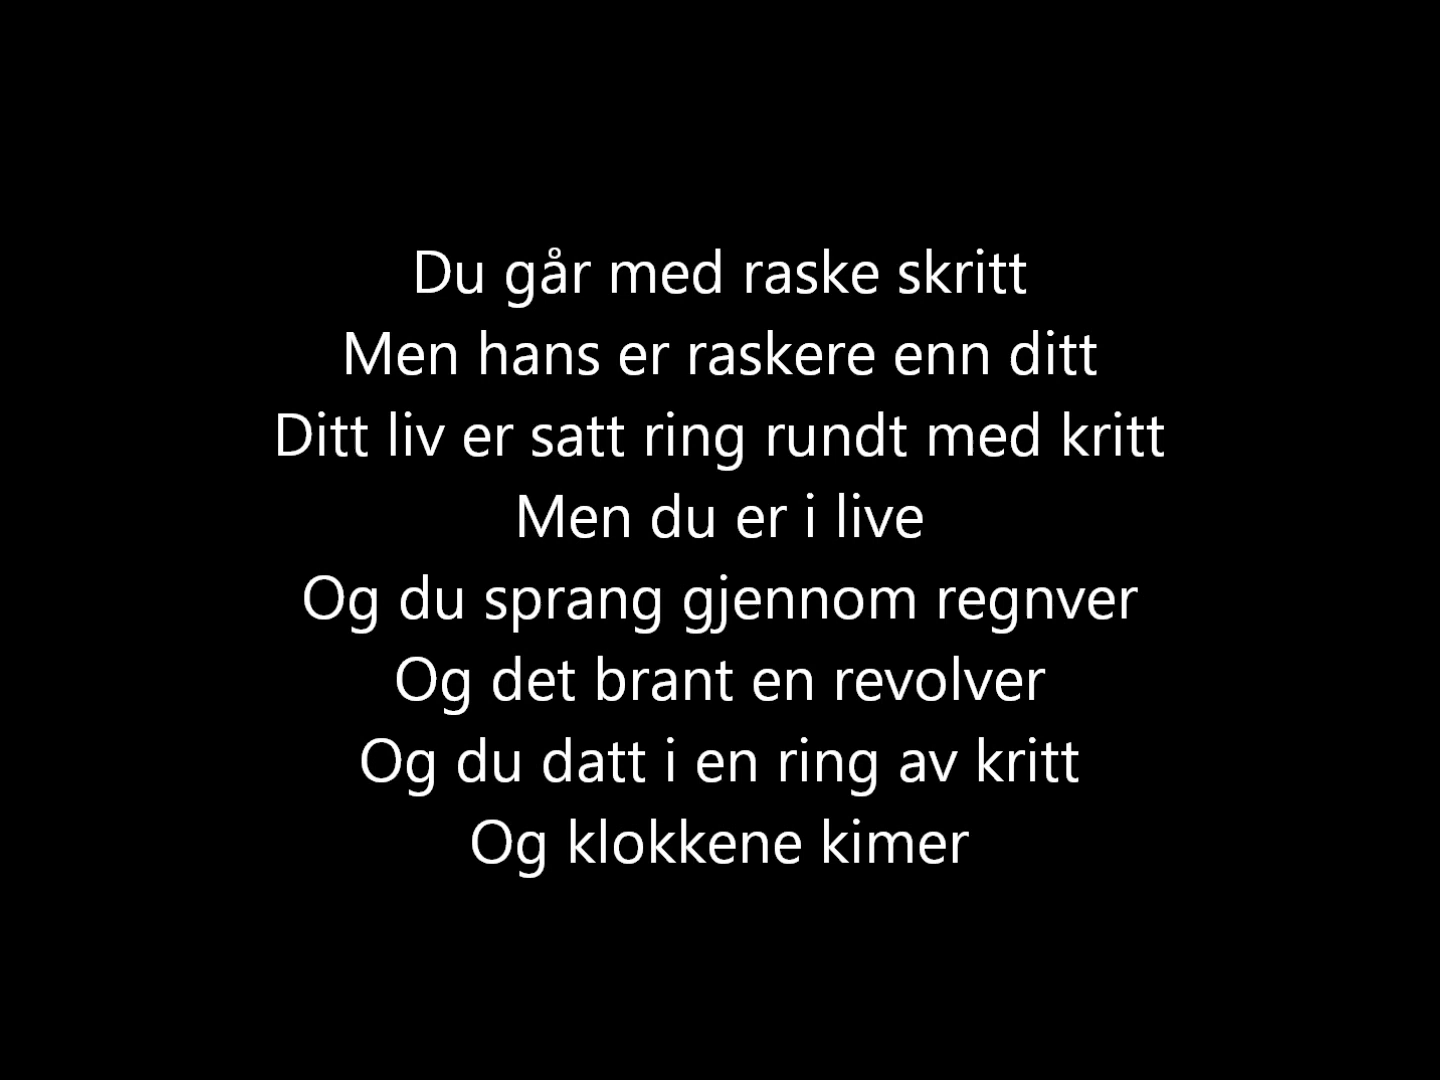 Du går med raske skritt
Men hans er raskere enn ditt
Ditt liv er satt ring rundt med kritt
Men du er i live
Og du sprang gjennom regnver
Og det brant en revolver
Og du datt i en ring av kritt
Og klokkene kimer